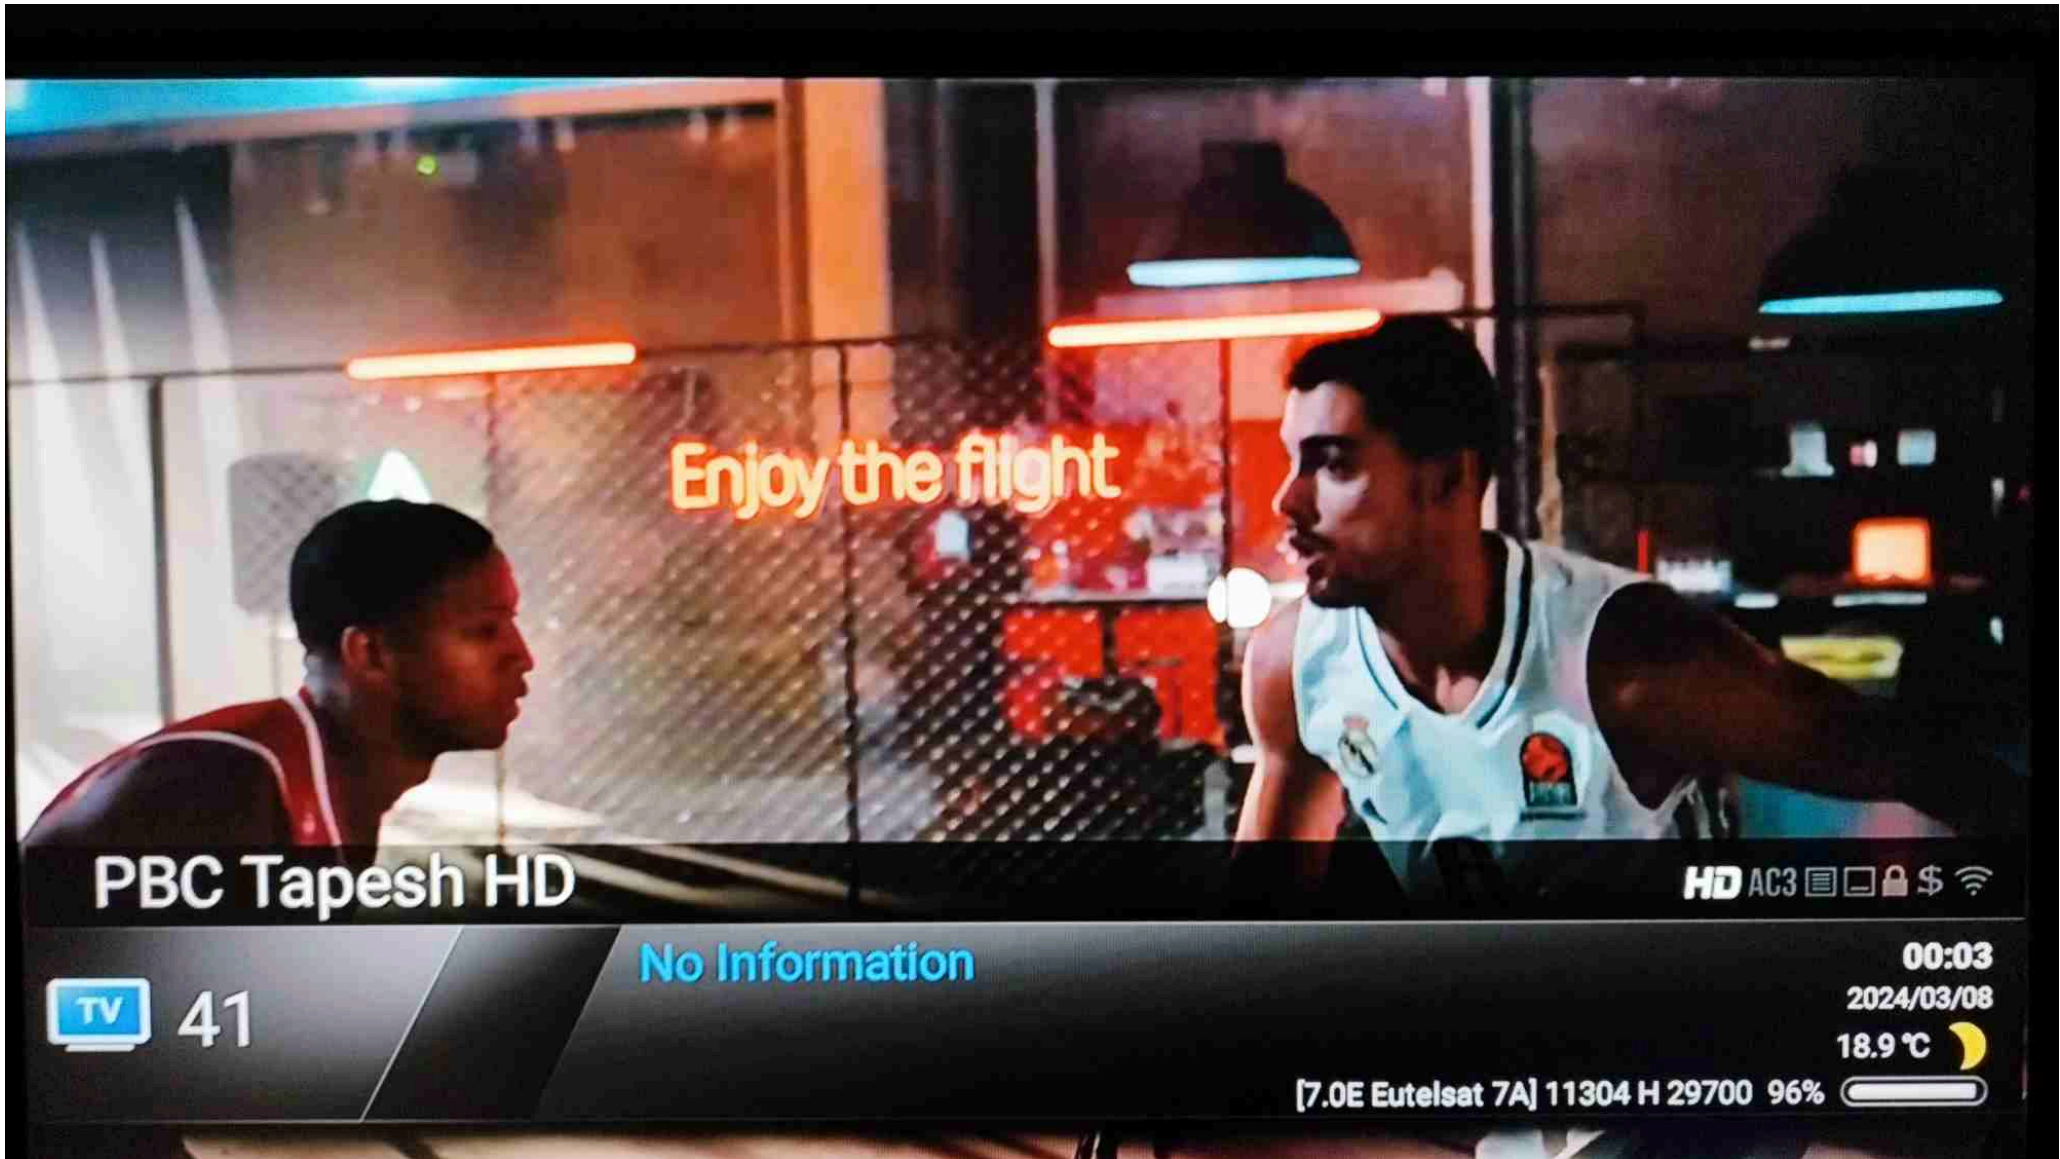 Enjoy the flight
PBC Tapesh HD
HD AC3 $
TV 41
No Information
00:03
2024/03/08
18.9 °C
[7.0E Eutelsat 7A] 11304 H 29700 96%